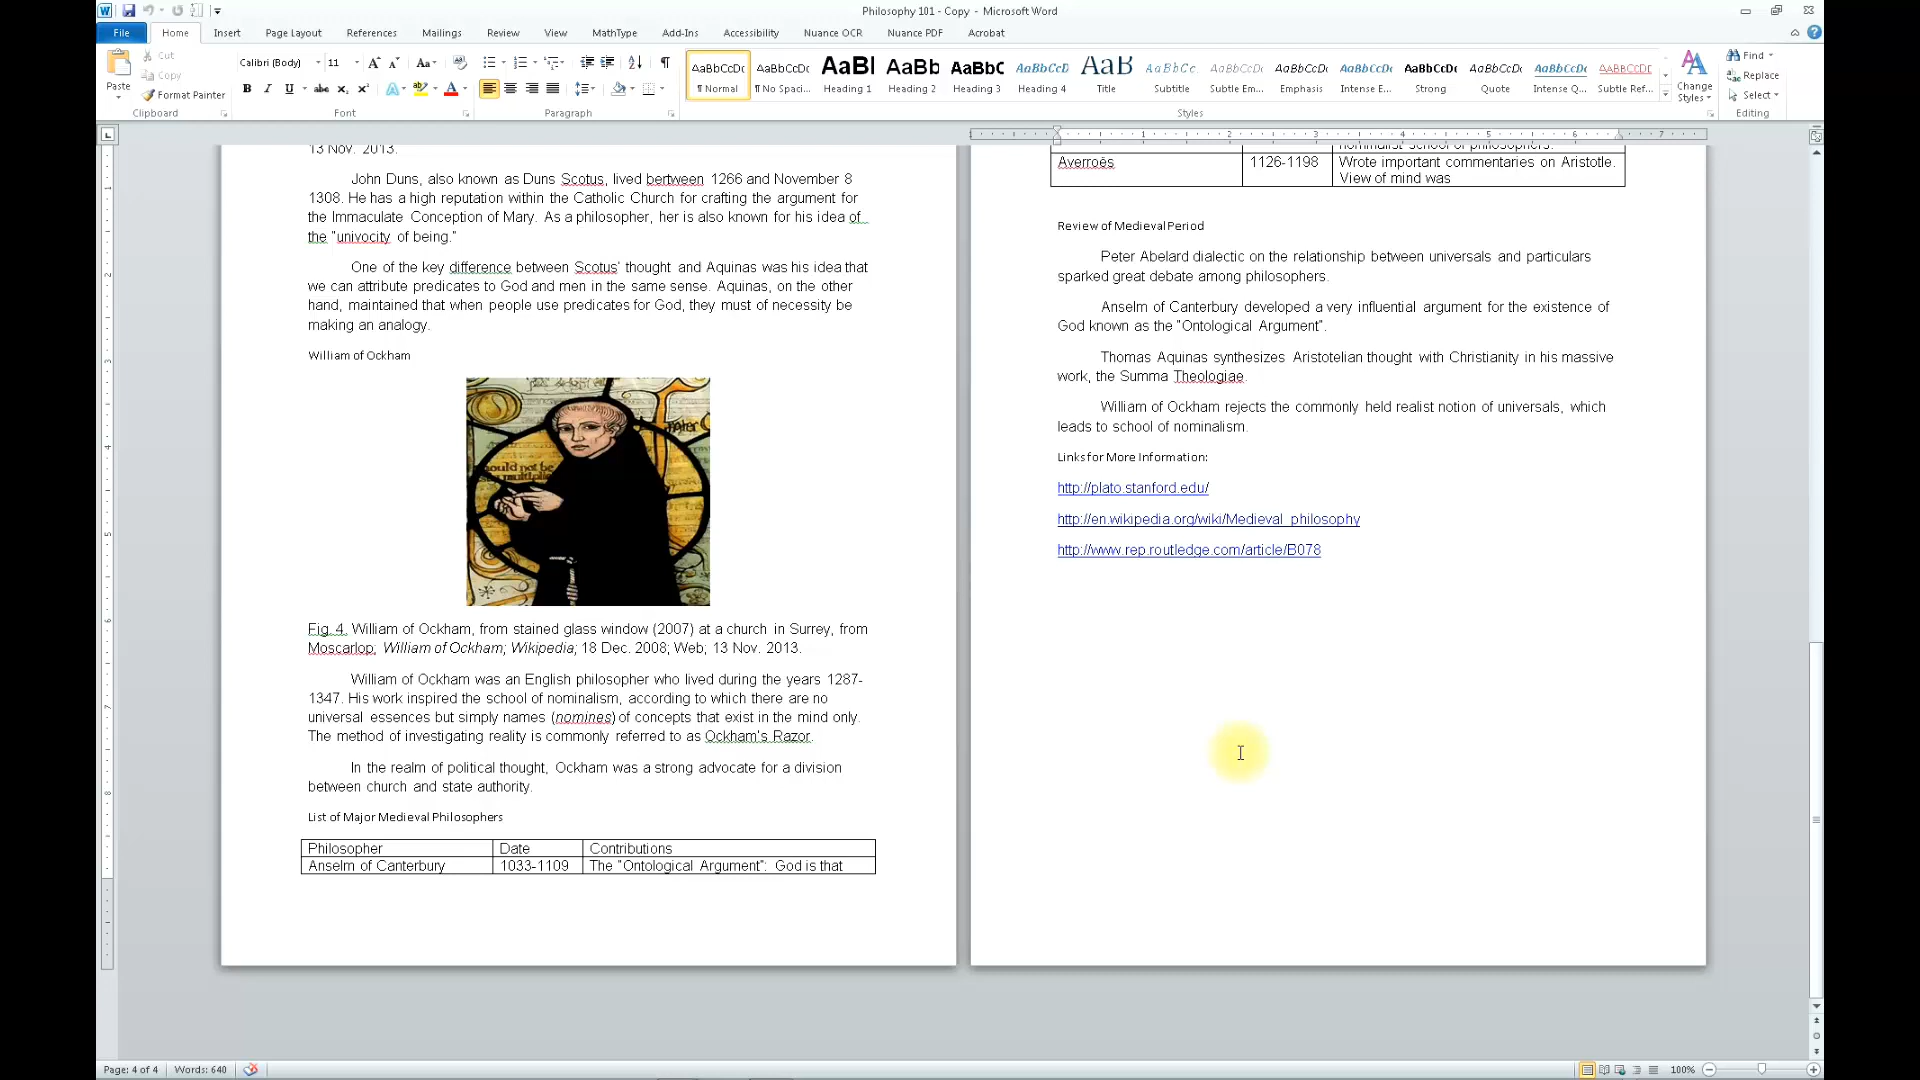 Philosophy 101 - Copy - Microsoft Word
File Home Insert Page Layout References Mailings Review View MathType Add-Ins Accessibility Nuance OCR Nuance PDF Acrobat
Paste
Cut
Copy
Format Painter
Clipboard
Calibri (Body) 11
Font
Paragraph
AaBbCcDc AaBbCcDc AaBl AaBb AaBbC AaBbCcD AaB AaBbCc. AaBbCcDc AaBbCcDc AaBbCcDc AaBbCcDc AaBbCcDc AaBbCcDc AaBbCcDc
¶ Normal ¶ No Spaci... Heading 1 Heading 2 Heading 3 Heading 4 Title Subtitle Subtle Em... Emphasis Intense E... Strong Quote Intense Q... Subtle Ref...
Styles
Change Styles
Find
Replace
Select
Editing
13 Nov. 2013.
John Duns, also known as Duns Scotus, lived bertween 1266 and November 8
1308. He has a high reputation within the Catholic Church for crafting the argument for
the Immaculate Conception of Mary. As a philosopher, her is also known for his idea of
the "univocity of being."
One of the key difference between Scotus' thought and Aquinas was his idea that
we can attribute predicates to God and men in the same sense. Aquinas, on the other
hand, maintained that when people use predicates for God, they must of necessity be
making an analogy.
William of Ockham
should not be
Fig. 4. William of Ockham, from stained glass window (2007) at a church in Surrey, from
Moscarlop; William of Ockham; Wikipedia; 18 Dec. 2008; Web; 13 Nov. 2013.
William of Ockham was an English philosopher who lived during the years 1287-
1347. His work inspired the school of nominalism, according to which there are no
universal essences but simply names (nomines) of concepts that exist in the mind only.
The method of investigating reality is commonly referred to as Ockham's Razor.
In the realm of political thought, Ockham was a strong advocate for a division
between church and state authority.
List of Major Medieval Philosophers
Philosopher Date Contributions
Anselm of Canterbury 1033-1109 The "Ontological Argument": God is that
nominalist school of philosophers.
Averroës 1126-1198 Wrote important commentaries on Aristotle.
View of mind was
Review of Medieval Period
Peter Abelard dialectic on the relationship between universals and particulars
sparked great debate among philosophers.
Anselm of Canterbury developed a very influential argument for the existence of
God known as the "Ontological Argument".
Thomas Aquinas synthesizes Aristotelian thought with Christianity in his massive
work, the Summa Theologiae.
William of Ockham rejects the commonly held realist notion of universals, which
leads to school of nominalism.
Links for More Information:
http://plato.stanford.edu/
http://en.wikipedia.org/wiki/Medieval_philosophy
http://www.rep.routledge.com/article/B078
Page: 4 of 4 Words: 640 100%